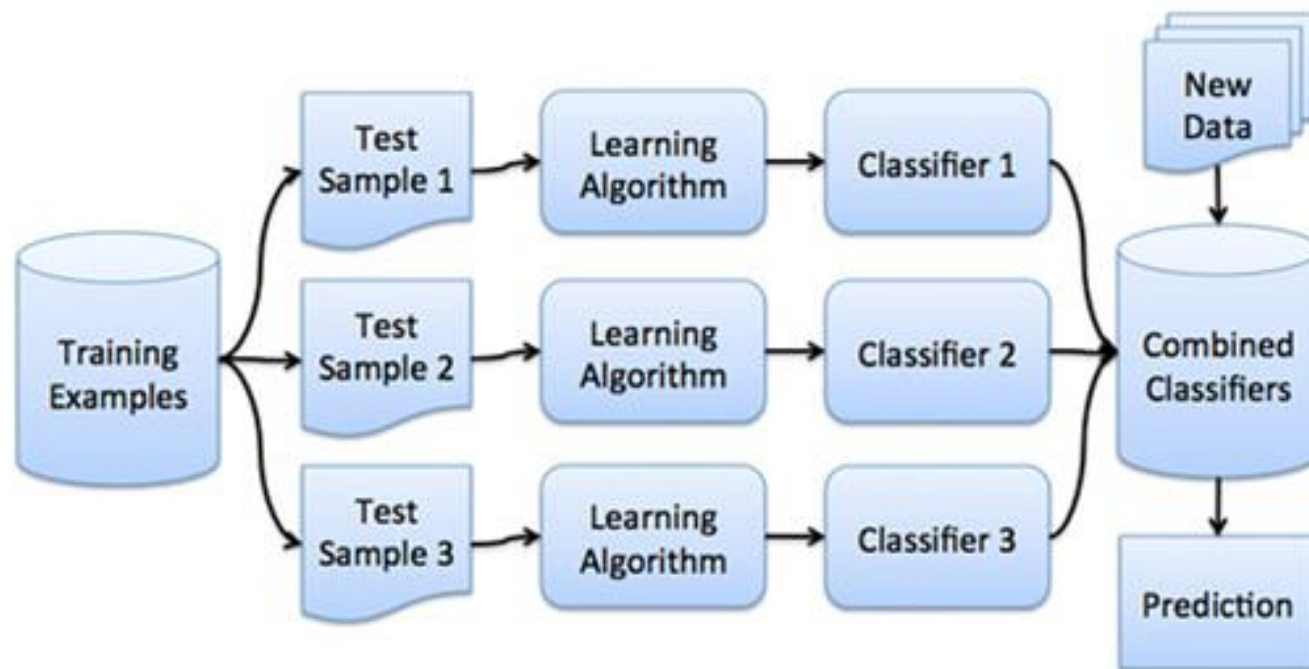 New
Data
Test
Sample 1
Learning
Algorithm
Classifier 1
Training
Examples
Test
Sample 2
Learning
Algorithm
Classifier 2
Combined
Classifiers
Test
Sample 3
Learning
Algorithm
Classifier 3
Prediction